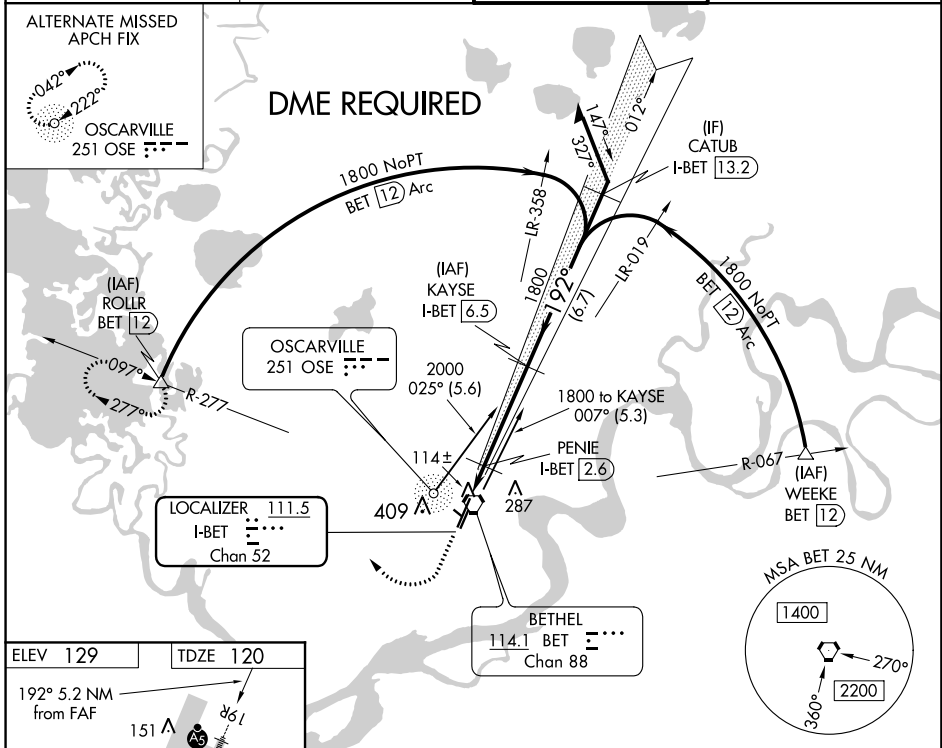 ALTERNATE MISSED
APCH FIX
042°
222°
OSCARVILLE
251 OSE
DME REQUIRED
1800 NoPT
BET 12 Arc
LR-358
147°
327°
012°
(IF)
CATUB
I-BET 13.2
LR-019
1800 NoPT
BET 12 Arc
1800
192°
(6.7)
(IAF)
KAYSE
I-BET 6.5
(IAF)
ROLLR
BET 12
097°
277°
R-277
OSCARVILLE
251 OSE
2000
025° (5.6)
1800 to KAYSE
007° (5.3)
PENIE
I-BET 2.6
114±
409
287
R-067
(IAF)
WEEKE
BET 12
LOCALIZER 111.5
I-BET
Chan 52
BETHEL
114.1 BET
Chan 88
MSA BET 25 NM
1400
270°
2200
360°
ELEV 129
TDZE 120
192° 5.2 NM
from FAF
19R
151
A5